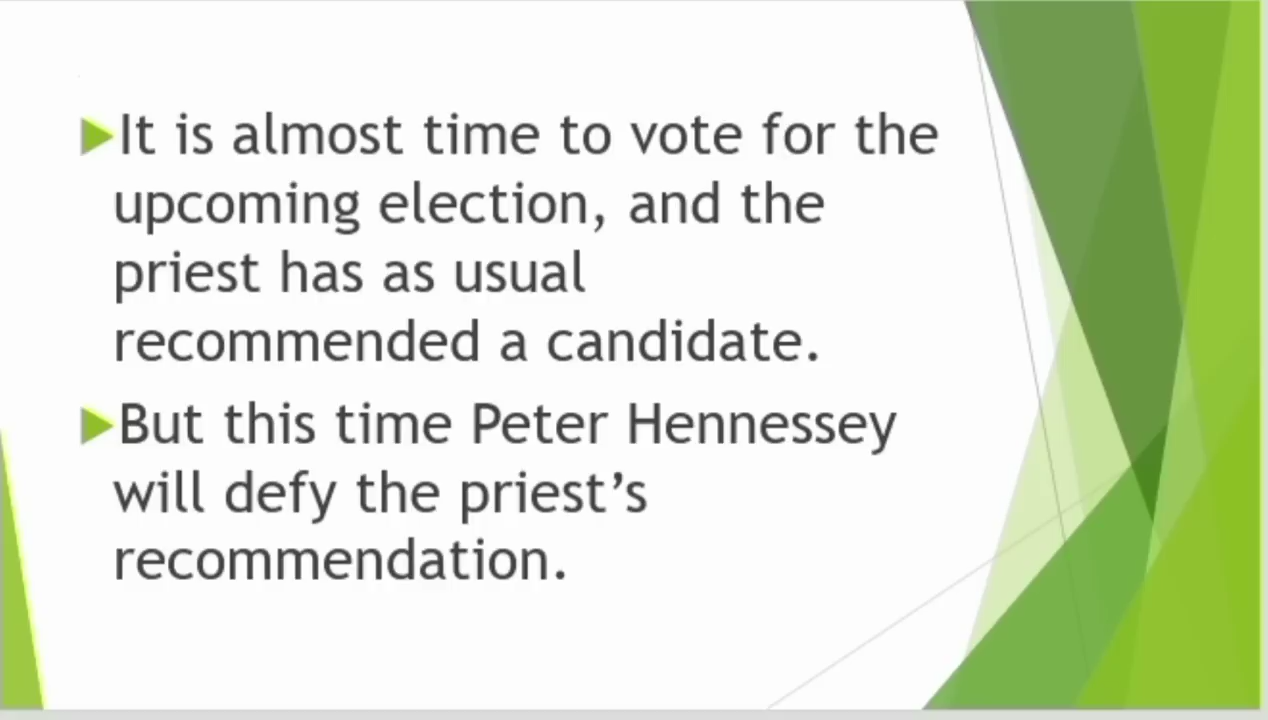 It is almost time to vote for the
upcoming election, and the
priest has as usual
recommended a candidate.
But this time Peter Hennessey
will defy the priest’s
recommendation.